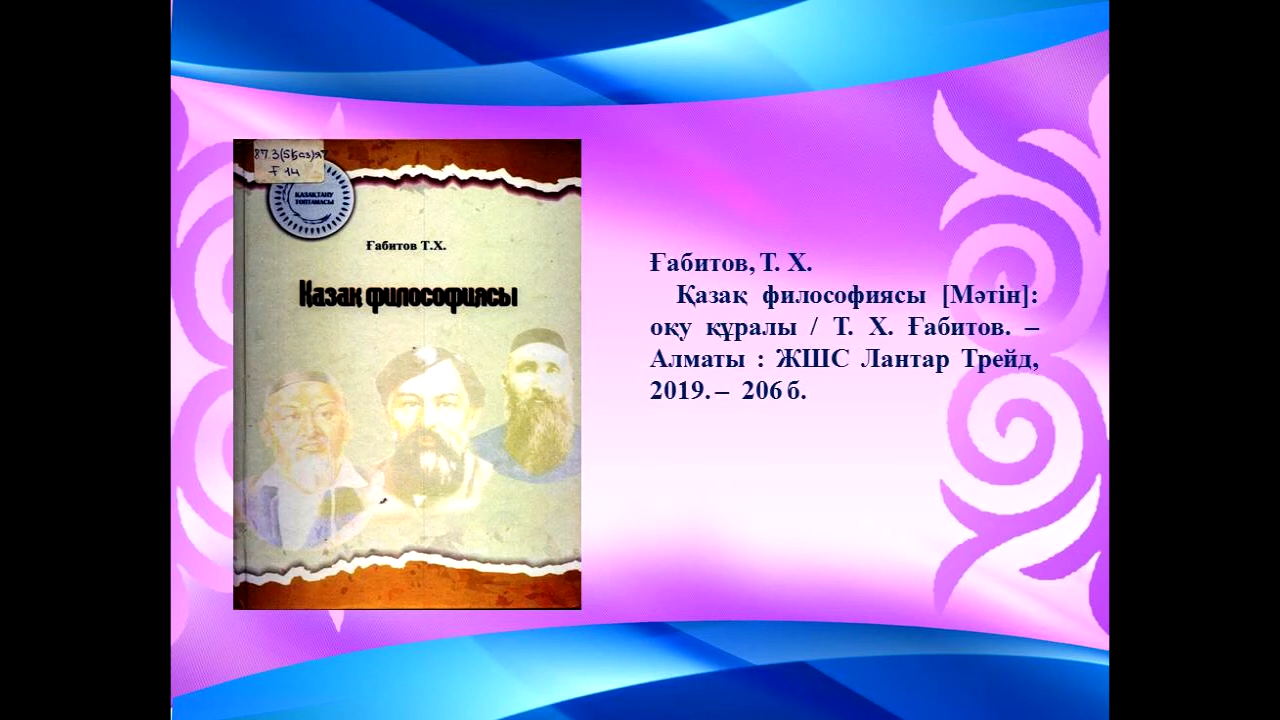 87.3(5Каз)я7
Ғ 14
ҚАЗАҚТАНУ
ТОПТАМАСЫ
Ғабитов Т.Х.
Қазақ философиясы
Ғабитов, Т. Х.
Қазақ философиясы [Мәтін]:
оқу құралы / Т. Х. Ғабитов. –
Алматы : ЖШС Лантар Трейд,
2019. – 206 б.